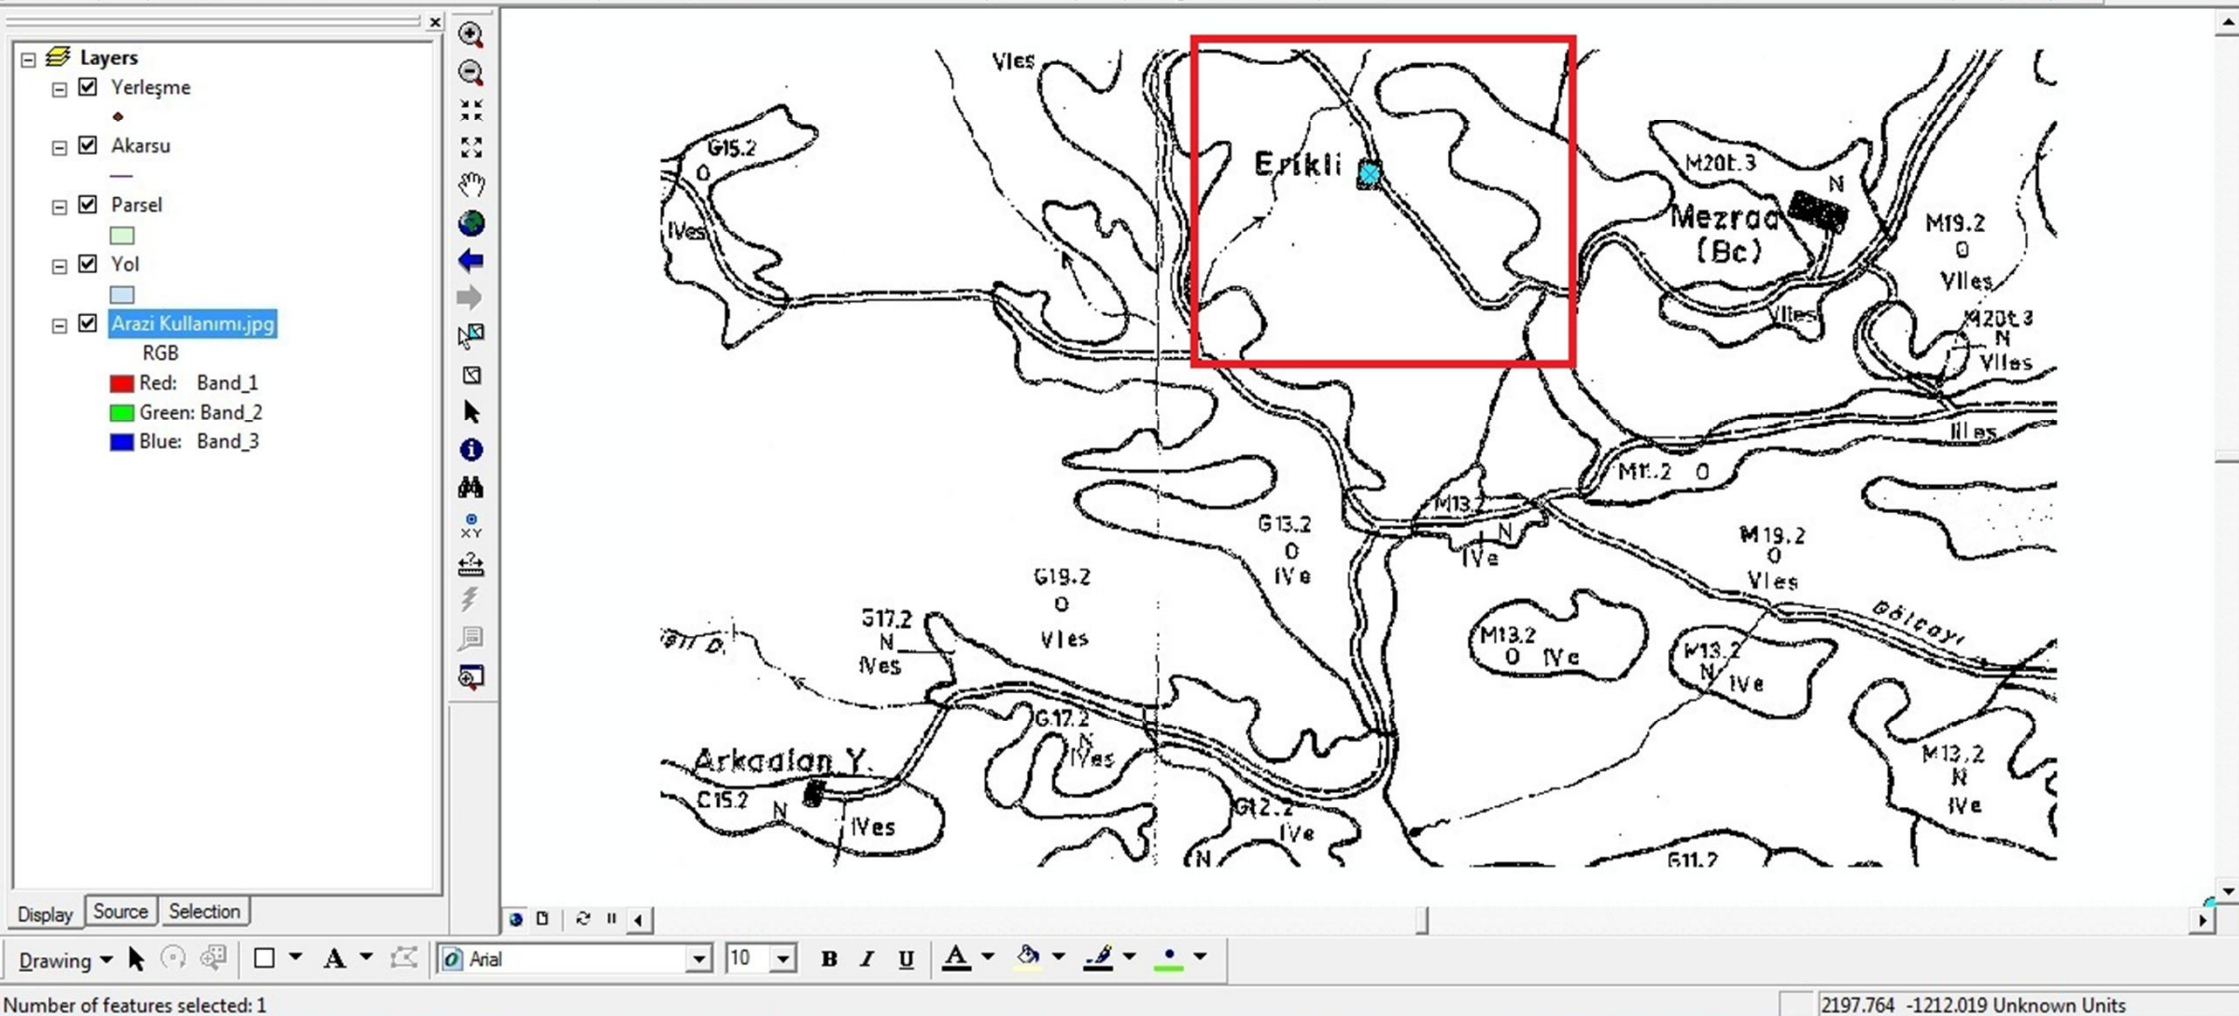 Layers
Yerleşme
Akarsu
Parsel
Yol
Arazi Kullanımı.jpg
RGB
Red: Band_1
Green: Band_2
Blue: Band_3
Display Source Selection
XY
VIes
G15.2
O
IVes
Erikli
M20t.3
N
Mezraa
(Bc)
M19.2
O
VIIes
VIIes
M20t.3
N
VIIes
IIIes
M11.2 O
M13
N
IVe
G13.2
O
IVe
M19.2
O
VIes
Gölçayı
G19.2
O
VIes
G17.2
N
IVes
M13.2
O IVe
M13.2
N IVe
G17.2
N
IVes
Arkaalan Y.
C15.2
N
IVes
G12.2
IVe
N
M13.2
N
IVe
G11.2
Drawing A Arial 10 B I U A
Number of features selected: 1
2197.764 -1212.019 Unknown Units